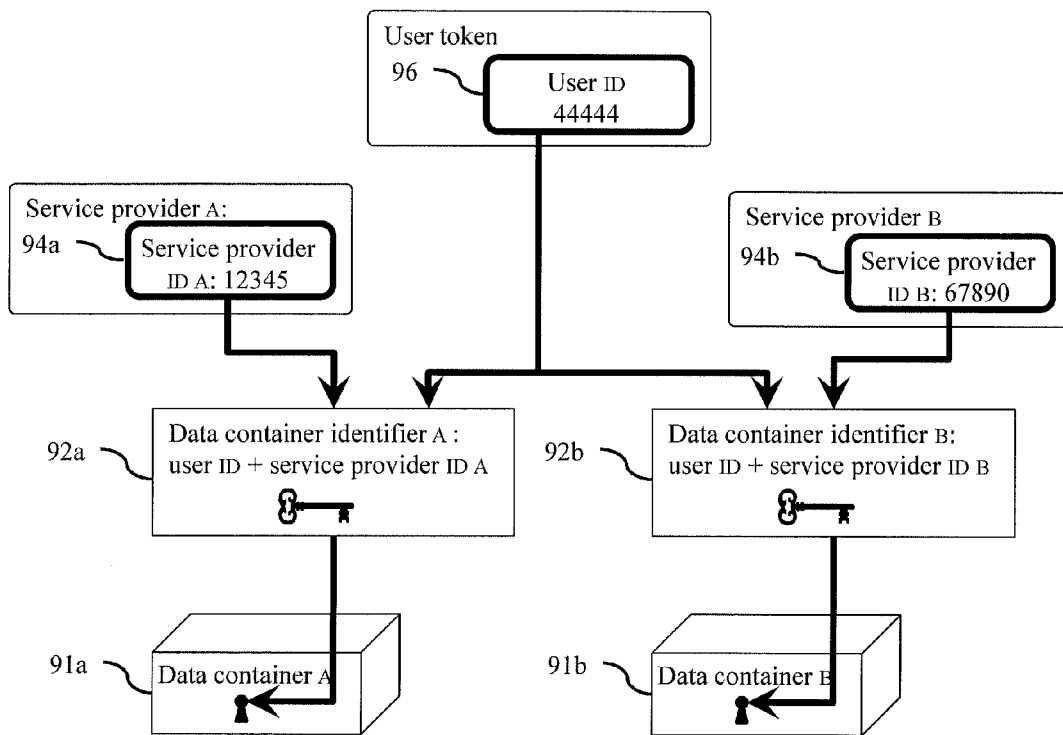 User token
96
User ID
44444
Service provider A:
94a
Service provider
ID A: 12345
Service provider B
94b
Service provider
ID B: 67890
92a
Data container identifier A :
user ID + service provider ID A
92b
Data container identifier B:
user ID + service provider ID B
91a
Data container A
91b
Data container B